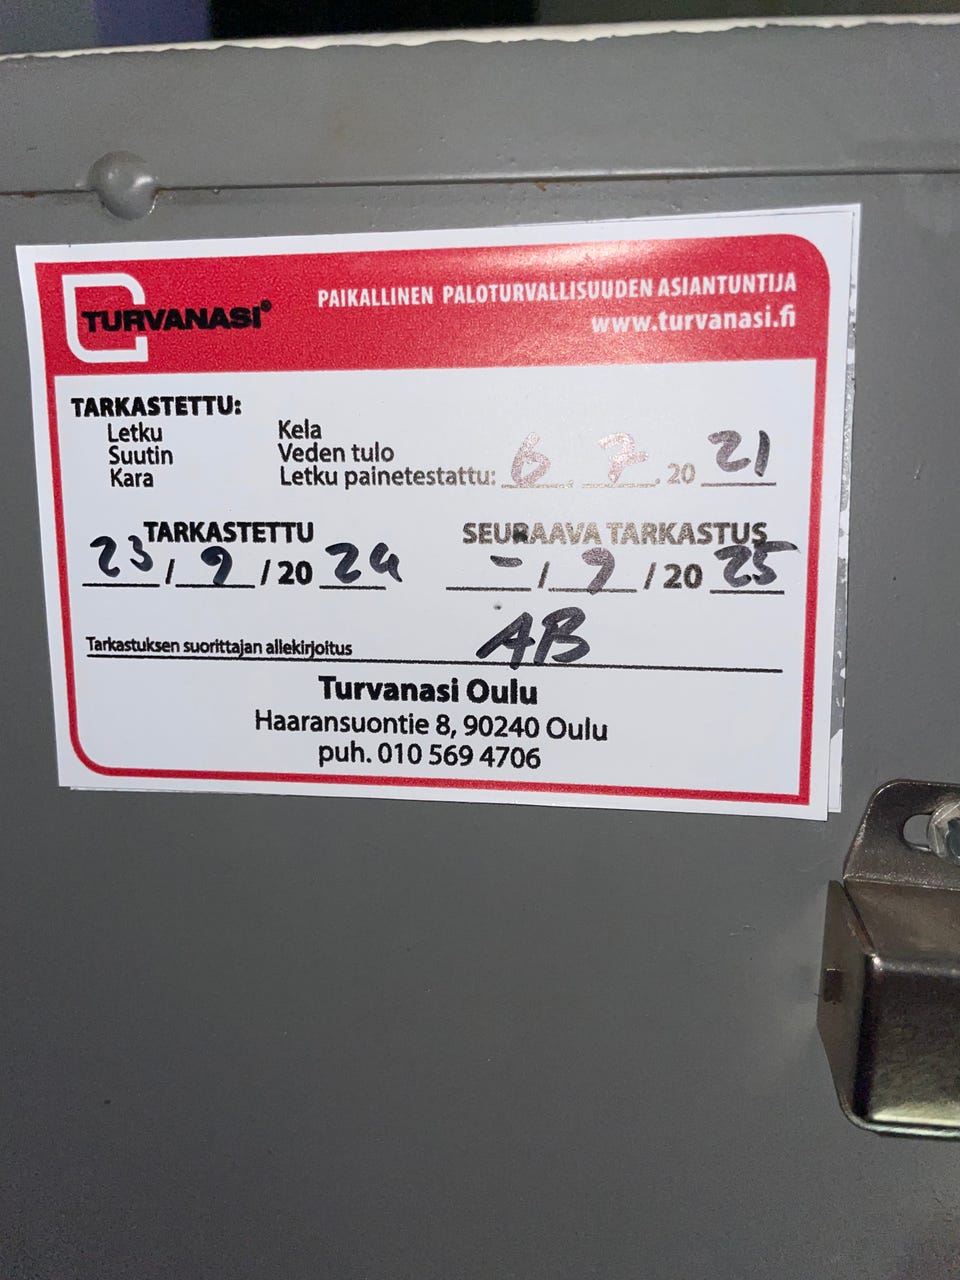 TURVANASI®
PAIKALLINEN PALOTURVALLISUUDEN ASIANTUNTIJA
www.turvanasi.fi
TARKASTETTU:
Letku Kela
Suutin Veden tulo
Kara Letku painetestattu: 6. 7. 20 21
TARKASTETTU SEURAAVA TARKASTUS
23 / 9 / 20 24 - / 9 / 20 25
Tarkastuksen suorittajan allekirjoitus AB
Turvanasi Oulu
Haaransuontie 8, 90240 Oulu
puh. 010 569 4706